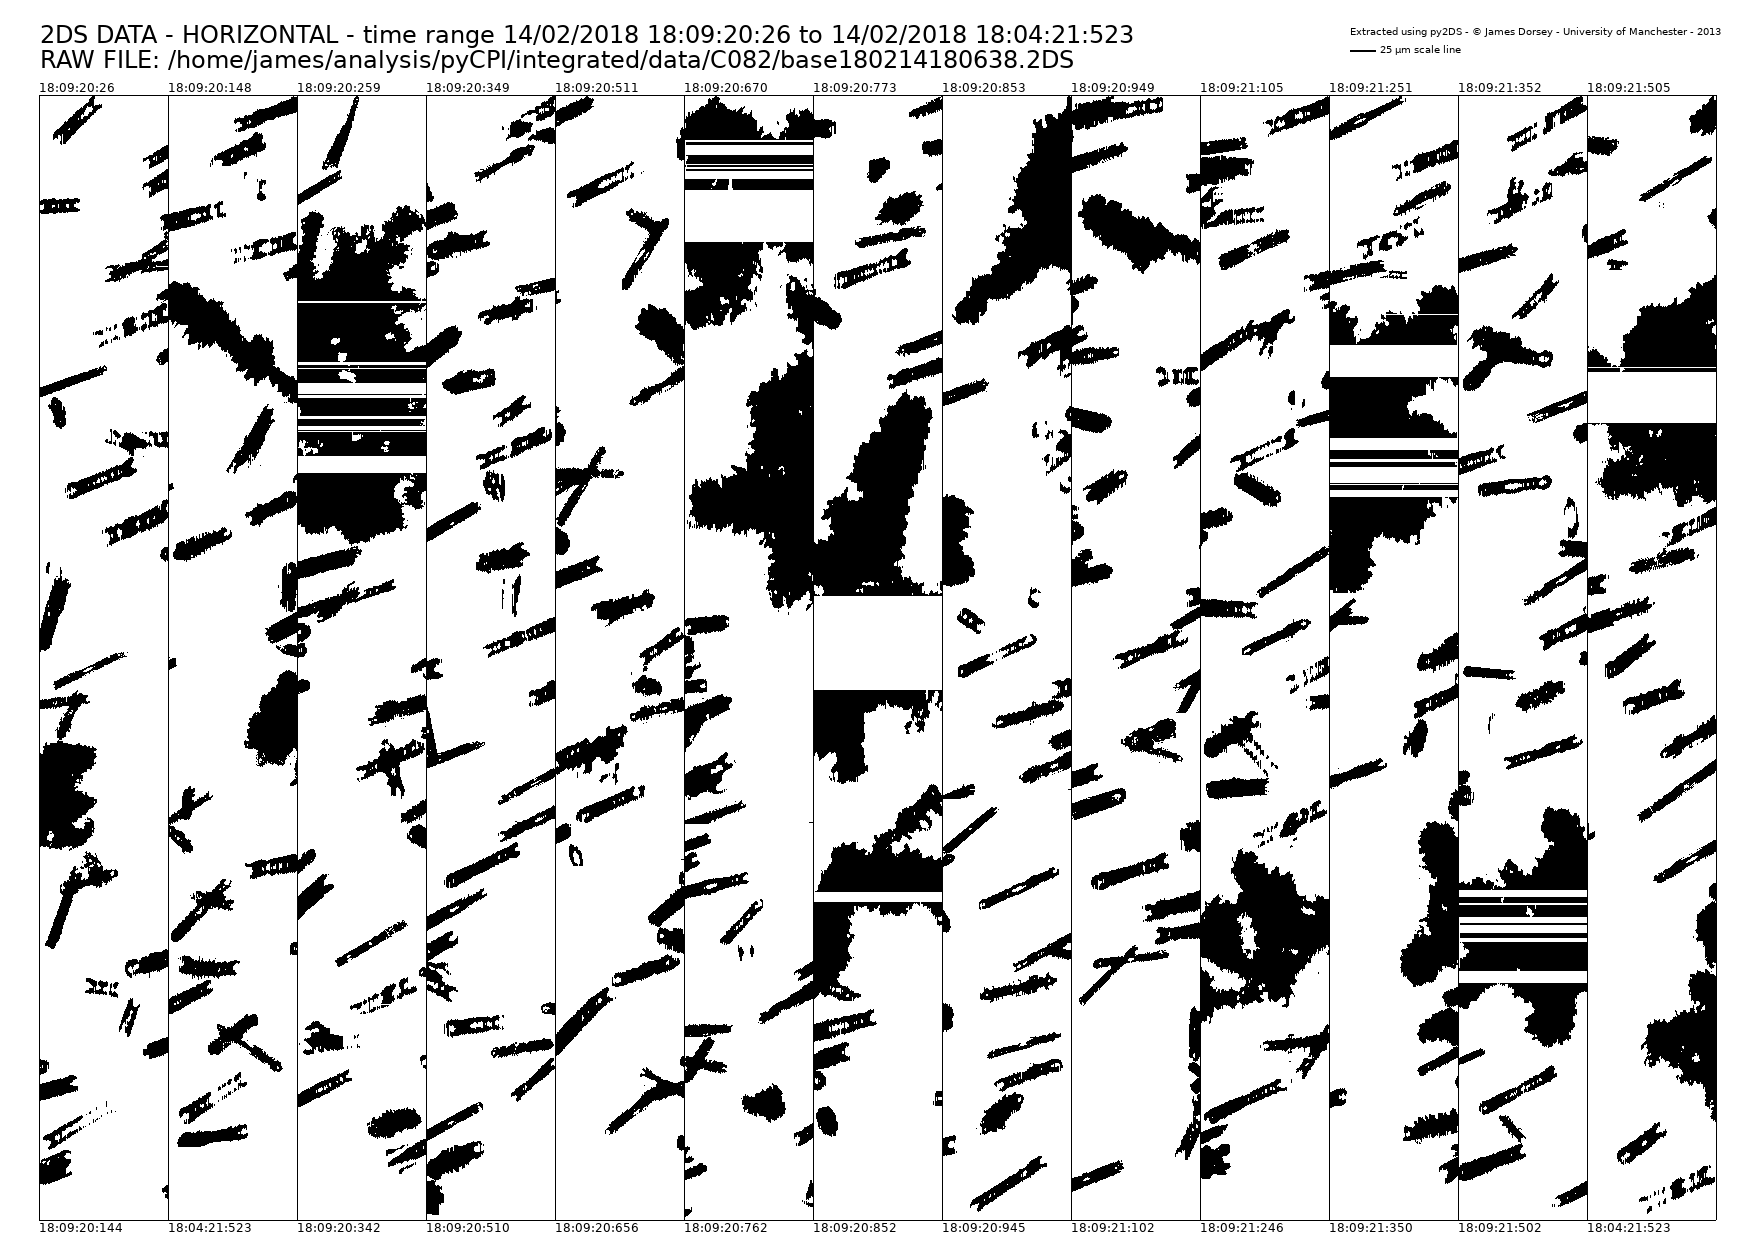 2DS DATA - HORIZONTAL - time range 14/02/2018 18:09:20:26 to 14/02/2018 18:04:21:523
RAW FILE: /home/james/analysis/pyCPI/integrated/data/C082/base180214180638.2DS
Extracted using py2DS - © James Dorsey - University of Manchester - 2013
25 µm scale line
18:09:20:26 18:09:20:148 18:09:20:259 18:09:20:349 18:09:20:511 18:09:20:670 18:09:20:773 18:09:20:853 18:09:20:949 18:09:21:105 18:09:21:251 18:09:21:352 18:09:21:505
18:09:20:144 18:04:21:523 18:09:20:342 18:09:20:510 18:09:20:656 18:09:20:762 18:09:20:852 18:09:20:945 18:09:21:102 18:09:21:246 18:09:21:350 18:09:21:502 18:04:21:523